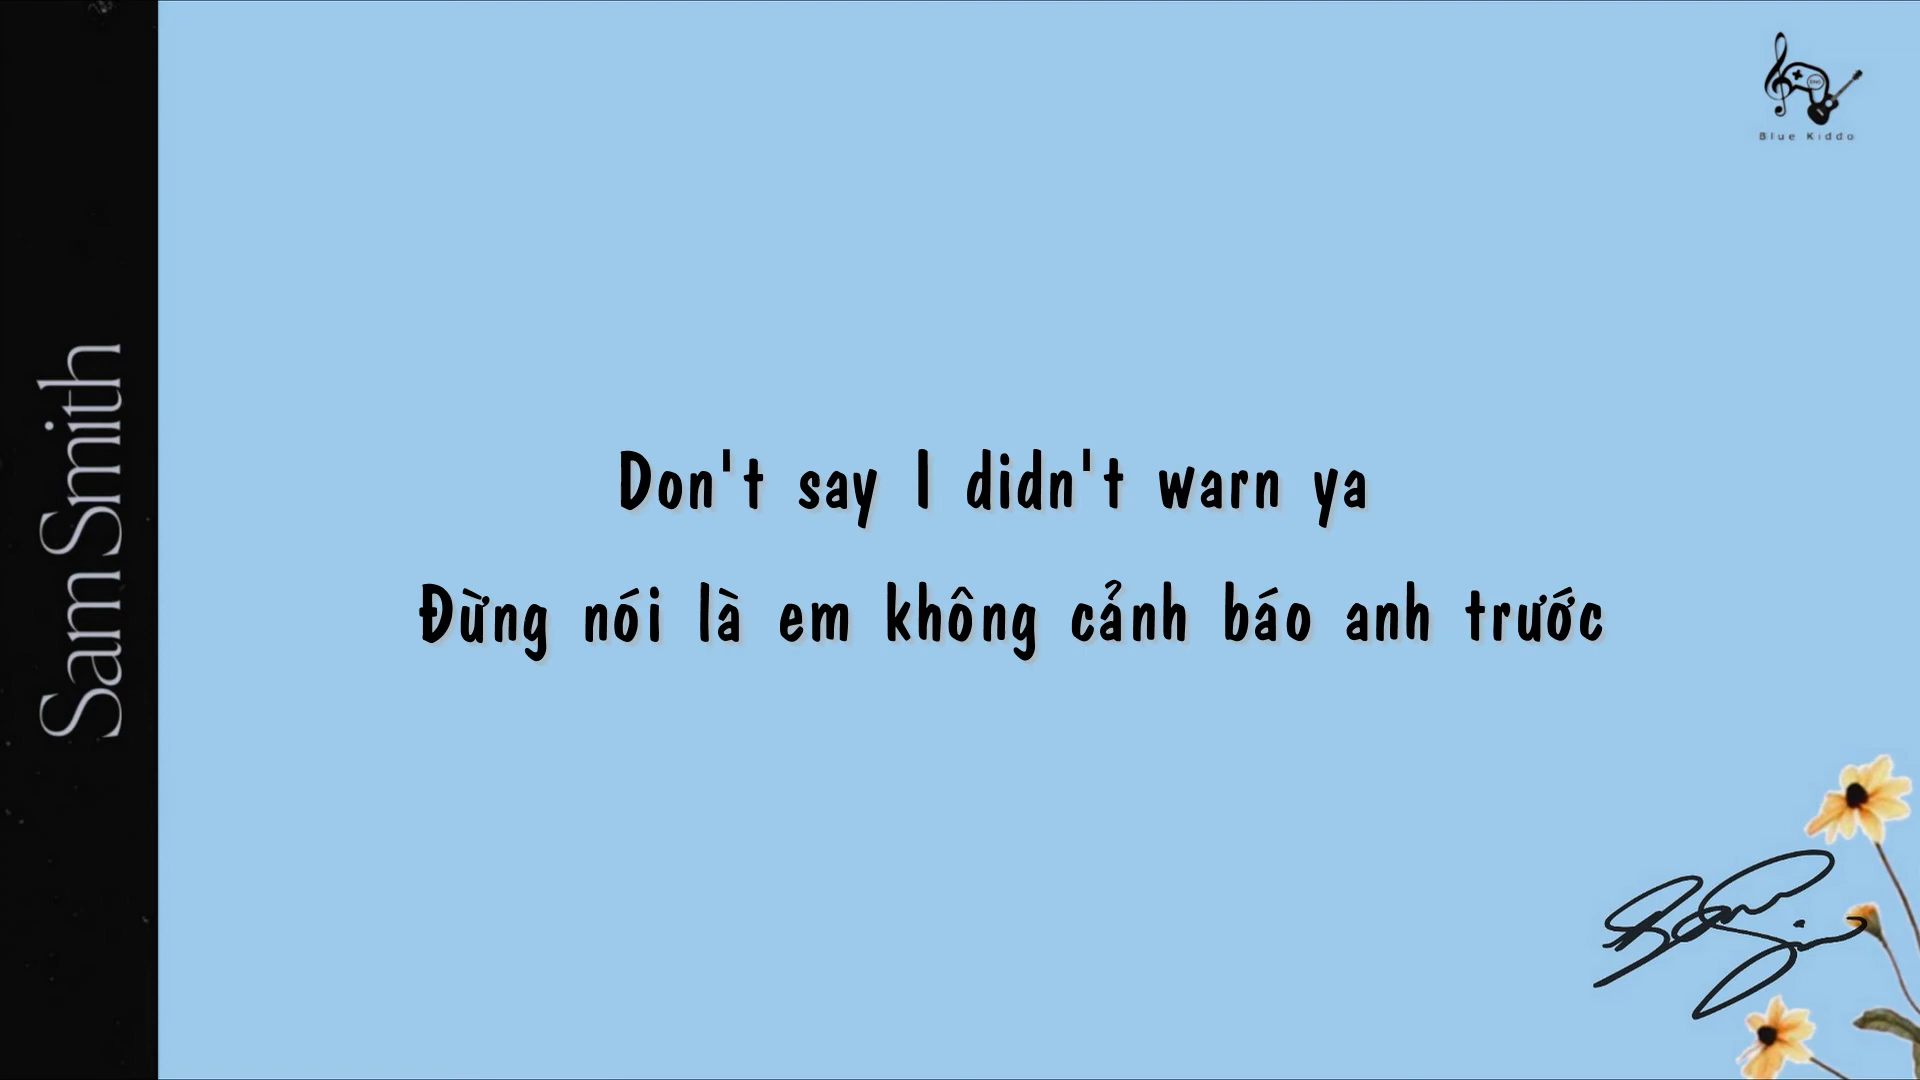 Sam Smith
Blue Kiddo
Don't say I didn't warn ya
Đừng nói là em không cảnh báo anh trước